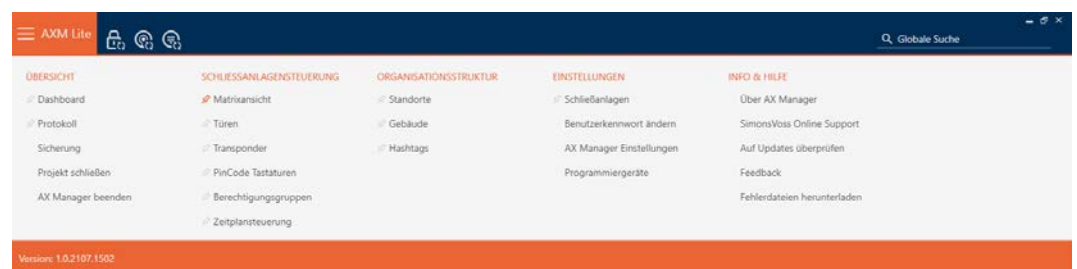 AXM Lite
Globale Suche
ÜBERSICHT
Dashboard
Protokoll
Sicherung
Projekt schließen
AX Manager beenden
SCHLIESSANLAGENSTEUERUNG
Matrixansicht
Türen
Transponder
PinCode Tastaturen
Berechtigungsgruppen
Zeitplansteuerung
ORGANISATIONSSTRUKTUR
Standorte
Gebäude
Hashtags
EINSTELLUNGEN
Schließanlagen
Benutzerkennwort ändern
AX Manager Einstellungen
Programmiergeräte
INFO & HILFE
Über AX Manager
SimonsVoss Online Support
Auf Updates überprüfen
Feedback
Fehlerdateien herunterladen
Version: 1.0.2107.1502